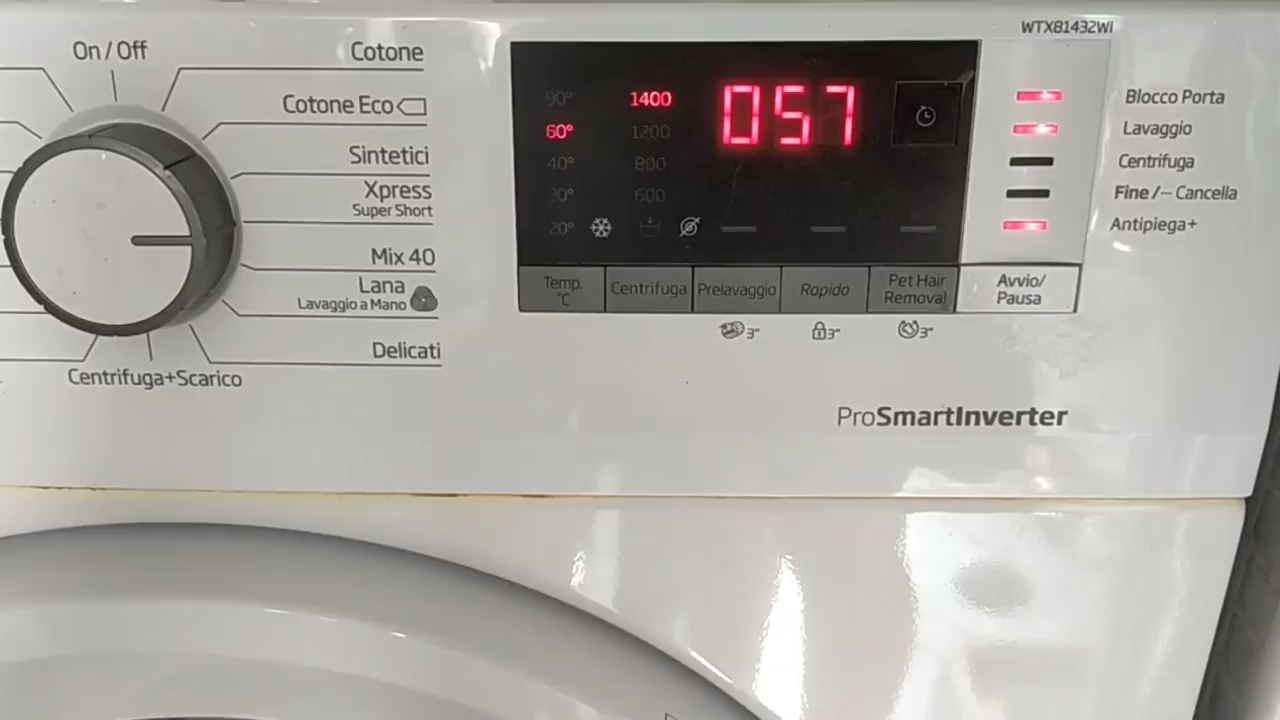 WTX81432WI
On / Off
Cotone
Cotone Eco
Sintetici
Xpress
Super Short
Mix 40
Lana
Lavaggio a Mano
Delicati
Centrifuga+Scarico
90° 1400 057
60° 1200
40° 800
30° 600
20°
Blocco Porta
Lavaggio
Centrifuga
Fine /– Cancella
Antipiega+
Temp. °C
Centrifuga
Prelavaggio
Rapido
Pet Hair Removal
Avvio/ Pausa
3"
3"
3"
ProSmartInverter